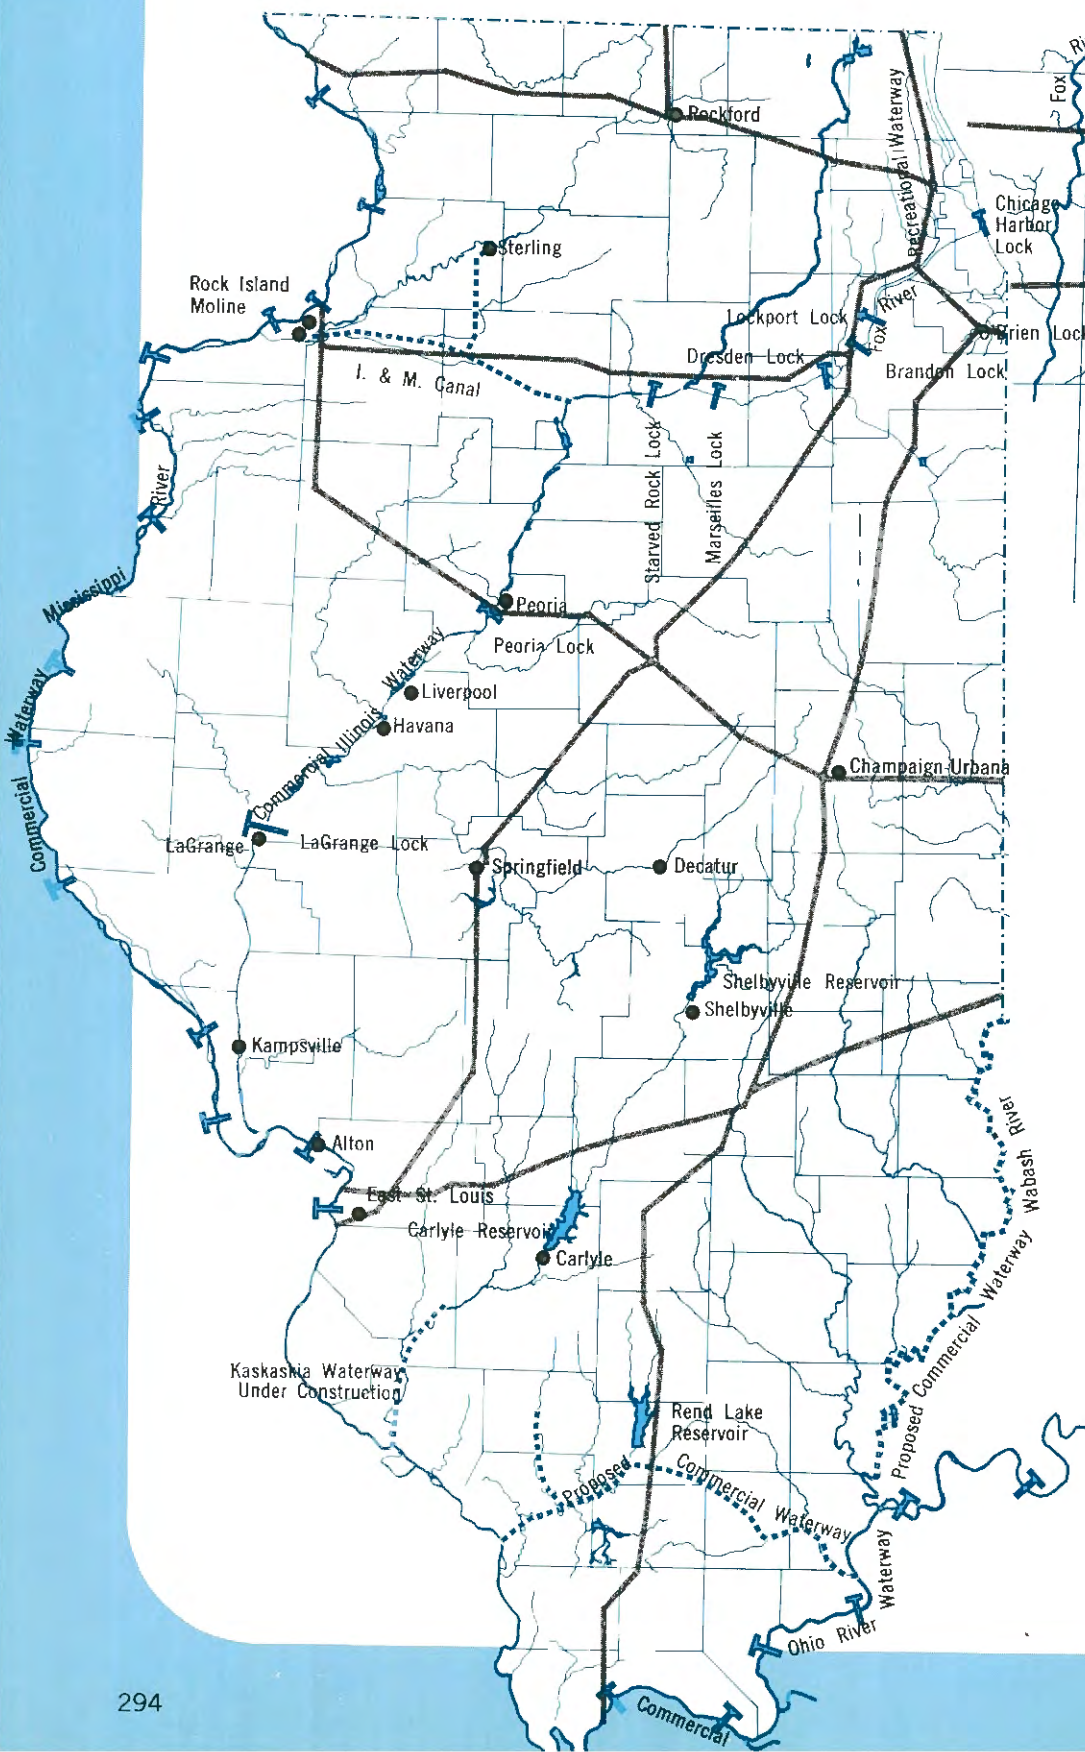 Rockford
Recreational Waterway
Fox
Ri
Chicago
Harbor
Lock
Sterling
Rock Island
Moline
Lockport Lock
Fox River
O'Brien Lock
Dresden Lock
Brandon Lock
I. & M. Canal
Starved Rock Lock
Marseilles Lock
Mississippi River
Peoria
Peoria Lock
Liverpool
Havana
Commercial Illinois Waterway
Commercial Waterway
Champaign-Urbana
LaGrange
LaGrange Lock
Springfield
Decatur
Shelbyville Reservoir
Shelbyville
Kampsville
Alton
East St. Louis
Carlyle Reservoir
Carlyle
Proposed Commercial Waterway Wabash River
Kaskaskia Waterway
Under Construction
Rend Lake
Reservoir
Proposed Commercial Waterway
Commercial Ohio River Waterway
294